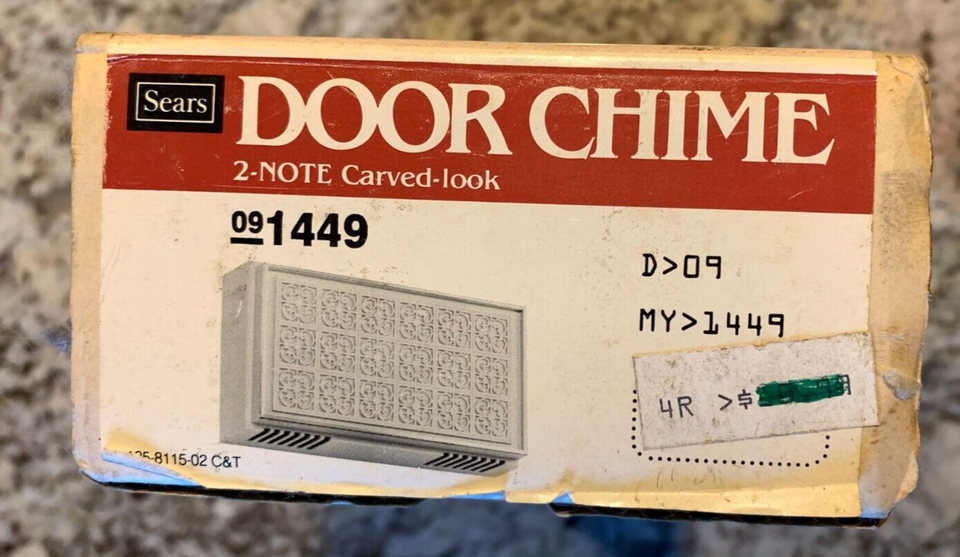 Sears
DOOR CHIME
2-NOTE Carved-look
091449
D>09
MY>1449
4R >$
8115-02 C&T